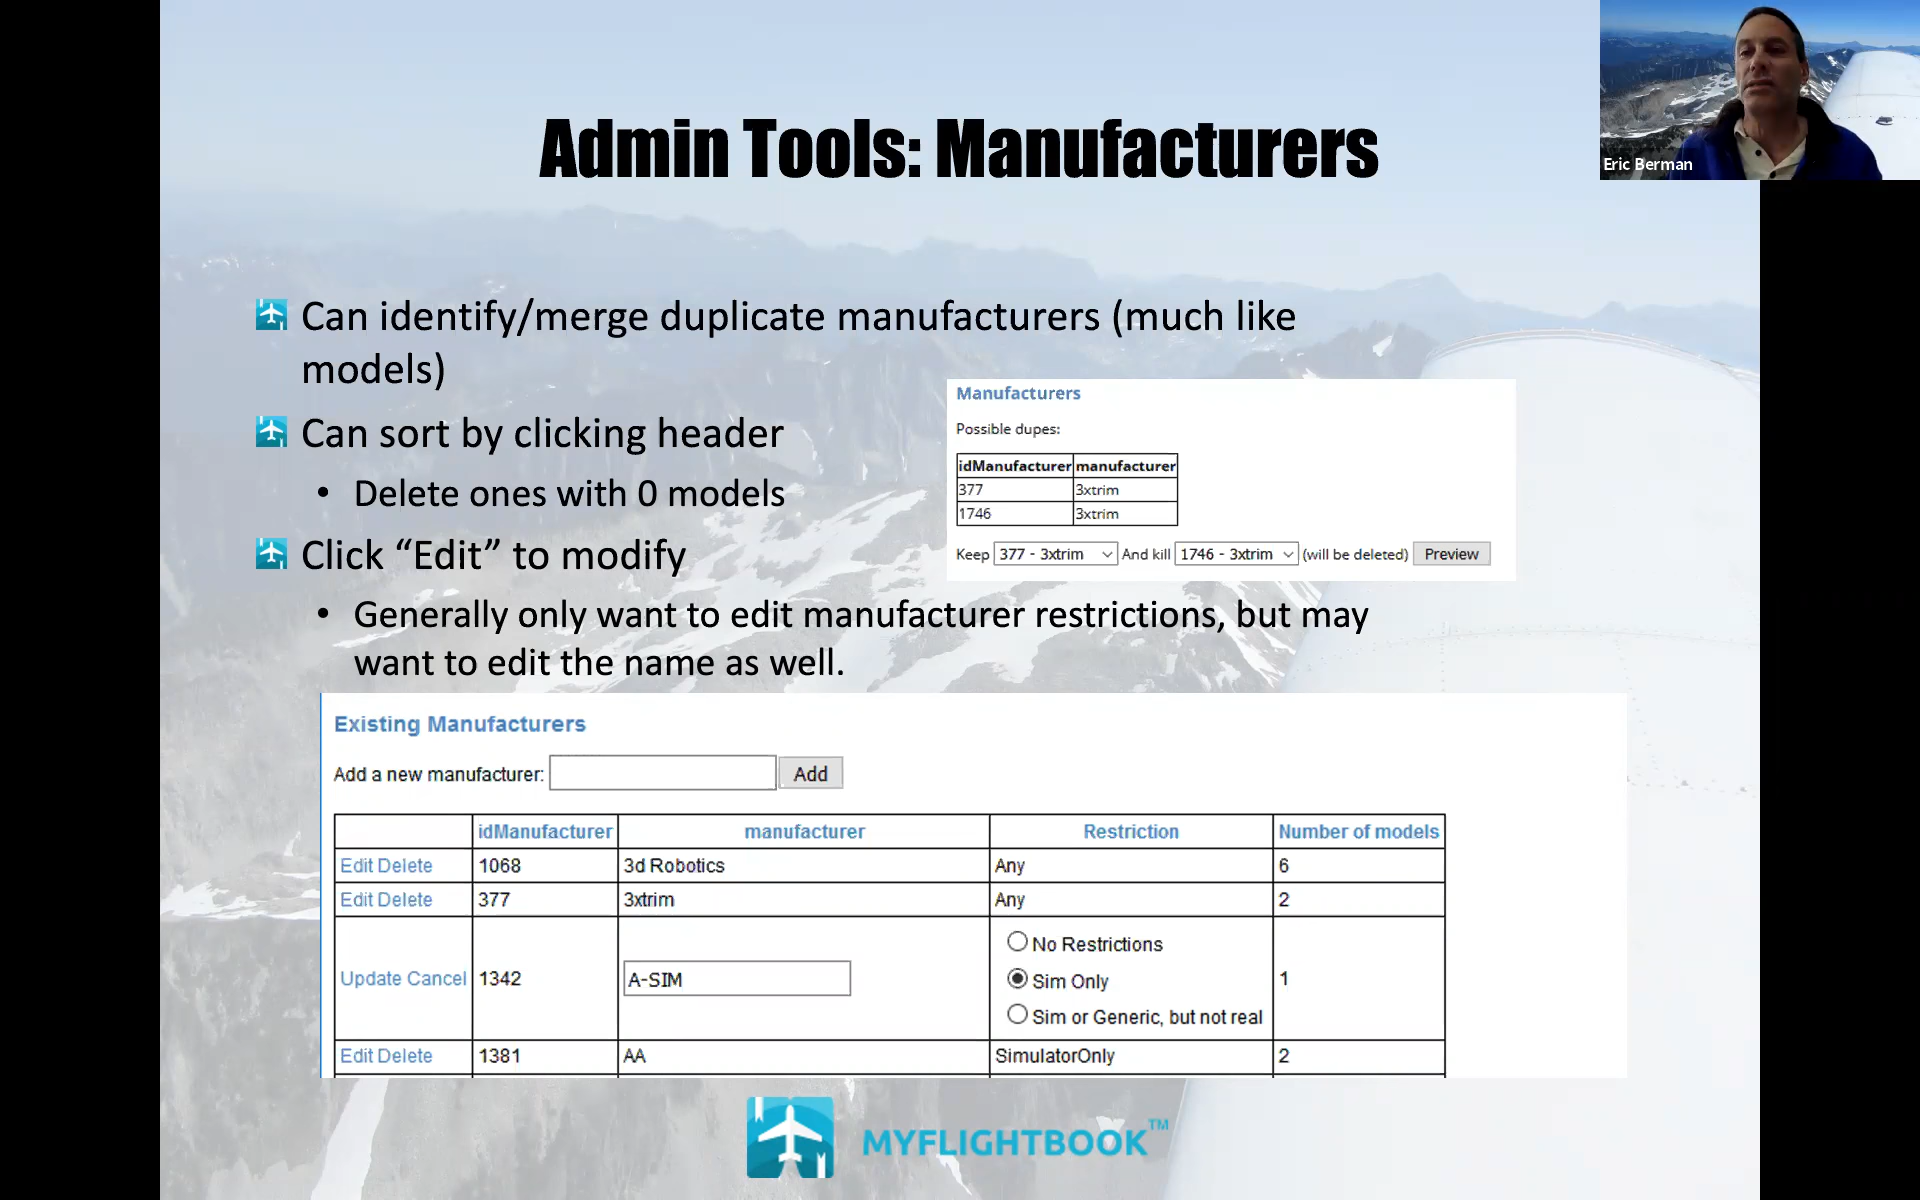 Admin Tools: Manufacturers
Eric Berman
Can identify/merge duplicate manufacturers (much like
models)
Can sort by clicking header
• Delete ones with 0 models
Click “Edit” to modify
• Generally only want to edit manufacturer restrictions, but may
want to edit the name as well.
Manufacturers
Possible dupes:
idManufacturer manufacturer
377 3xtrim
1746 3xtrim
Keep 377 - 3xtrim And kill 1746 - 3xtrim (will be deleted) Preview
Existing Manufacturers
Add a new manufacturer: Add
idManufacturer manufacturer Restriction Number of models
Edit Delete 1068 3d Robotics Any 6
Edit Delete 377 3xtrim Any 2
No Restrictions
Update Cancel 1342 A-SIM Sim Only 1
Sim or Generic, but not real
Edit Delete 1381 AA SimulatorOnly 2
MYFLIGHTBOOK™